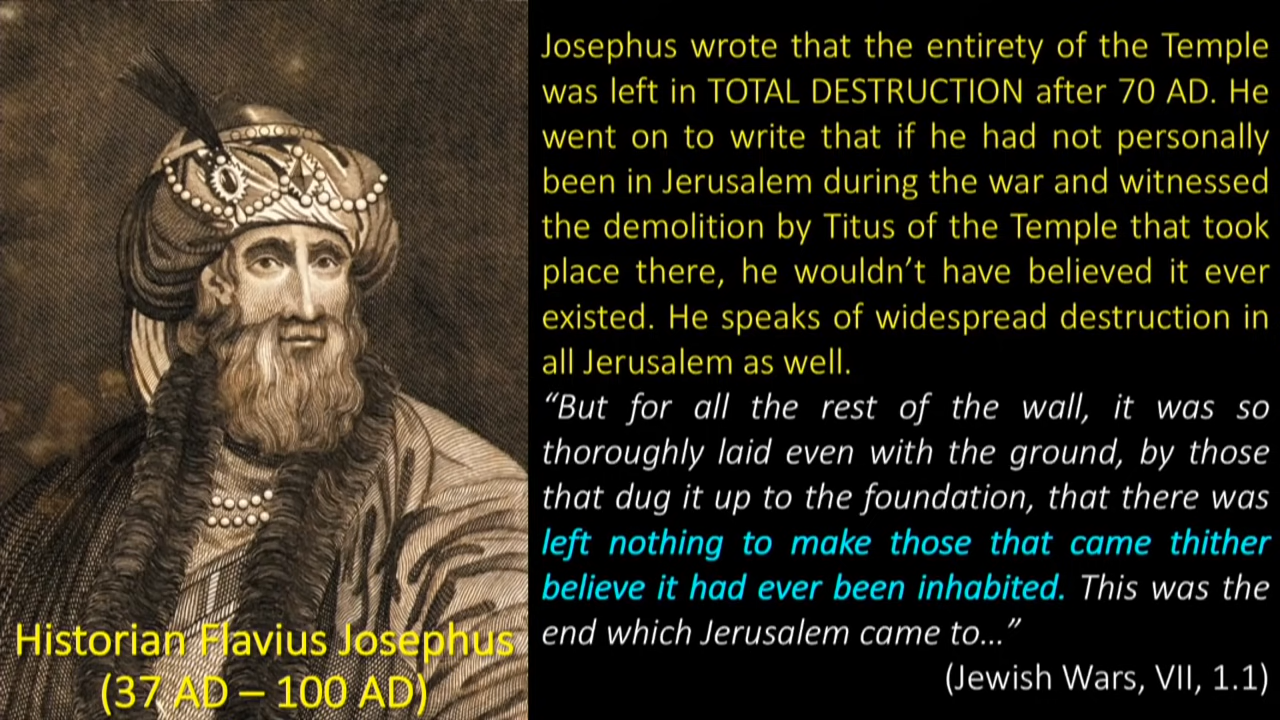 Josephus wrote that the entirety of the Temple
was left in TOTAL DESTRUCTION after 70 AD. He
went on to write that if he had not personally
been in Jerusalem during the war and witnessed
the demolition by Titus of the Temple that took
place there, he wouldn’t have believed it ever
existed. He speaks of widespread destruction in
all Jerusalem as well.
“But for all the rest of the wall, it was so
thoroughly laid even with the ground, by those
that dug it up to the foundation, that there was
left nothing to make those that came thither
believe it had ever been inhabited. This was the
end which Jerusalem came to…”
(Jewish Wars, VII, 1.1)
Historian Flavius Josephus
(37 AD – 100 AD)